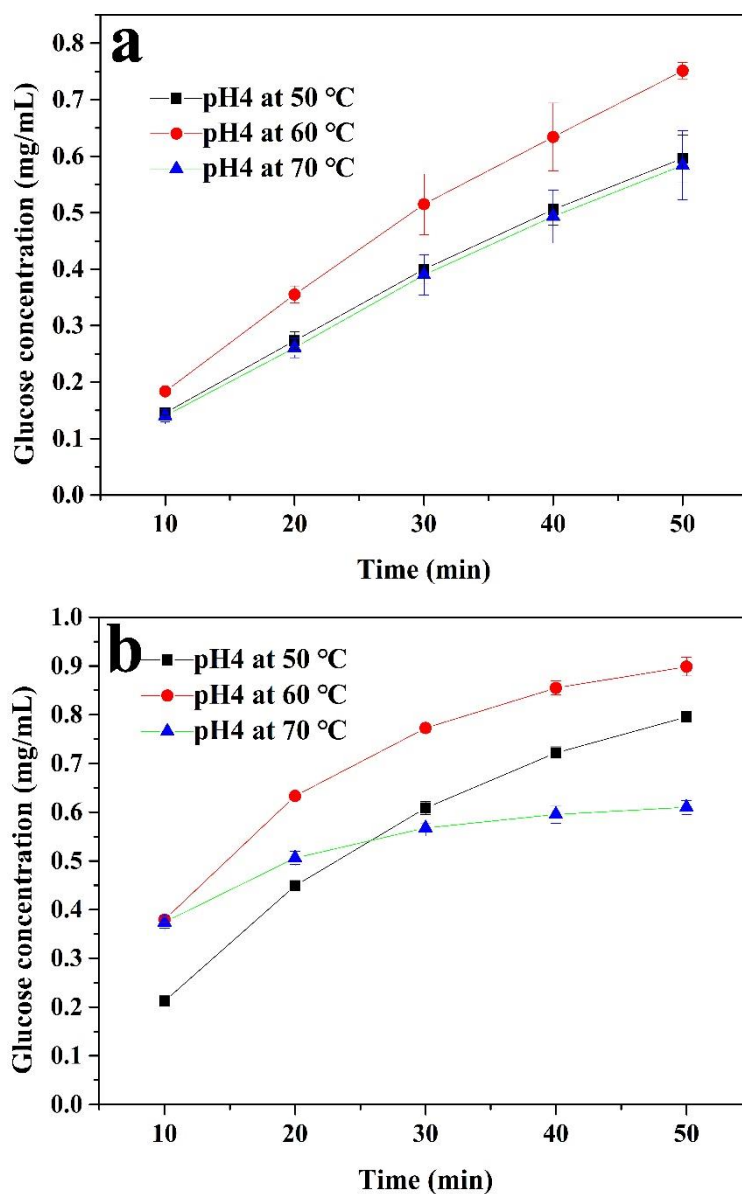 a
0.8
0.7
0.6
0.5
0.4
0.3
0.2
0.1
0.0
Glucose concentration (mg/mL)
pH4 at 50 ℃
pH4 at 60 ℃
pH4 at 70 ℃
10 20 30 40 50
Time (min)
b
1.0
0.9
0.8
0.7
0.6
0.5
0.4
0.3
0.2
0.1
0.0
Glucose concentration (mg/mL)
pH4 at 50 ℃
pH4 at 60 ℃
pH4 at 70 ℃
10 20 30 40 50
Time (min)